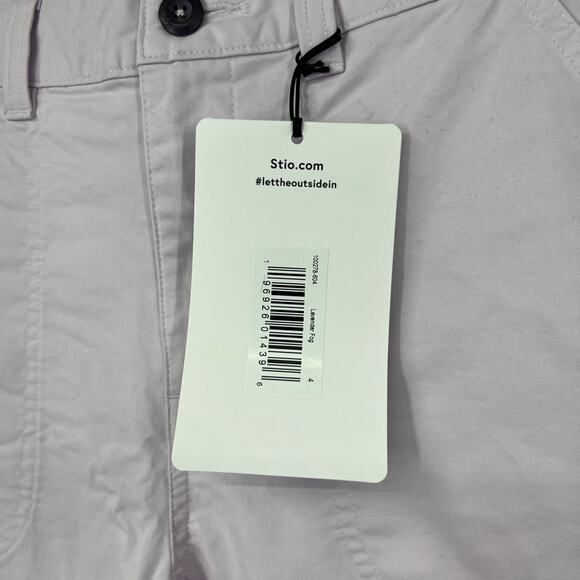 Stio.com
#lettheoutsidein
100278-604
Lavender Fog
4
1 96926 01439 6